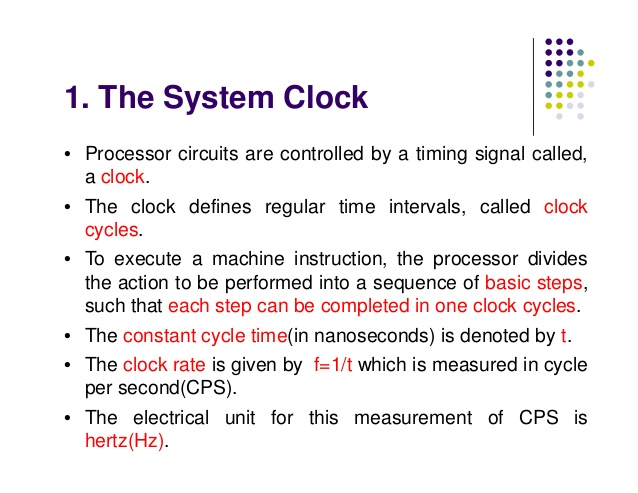 1. The System Clock
• Processor circuits are controlled by a timing signal called,
a clock.
• The clock defines regular time intervals, called clock
cycles.
• To execute a machine instruction, the processor divides
the action to be performed into a sequence of basic steps,
such that each step can be completed in one clock cycles.
• The constant cycle time(in nanoseconds) is denoted by t.
• The clock rate is given by f=1/t which is measured in cycle
per second(CPS).
• The electrical unit for this measurement of CPS is
hertz(Hz).